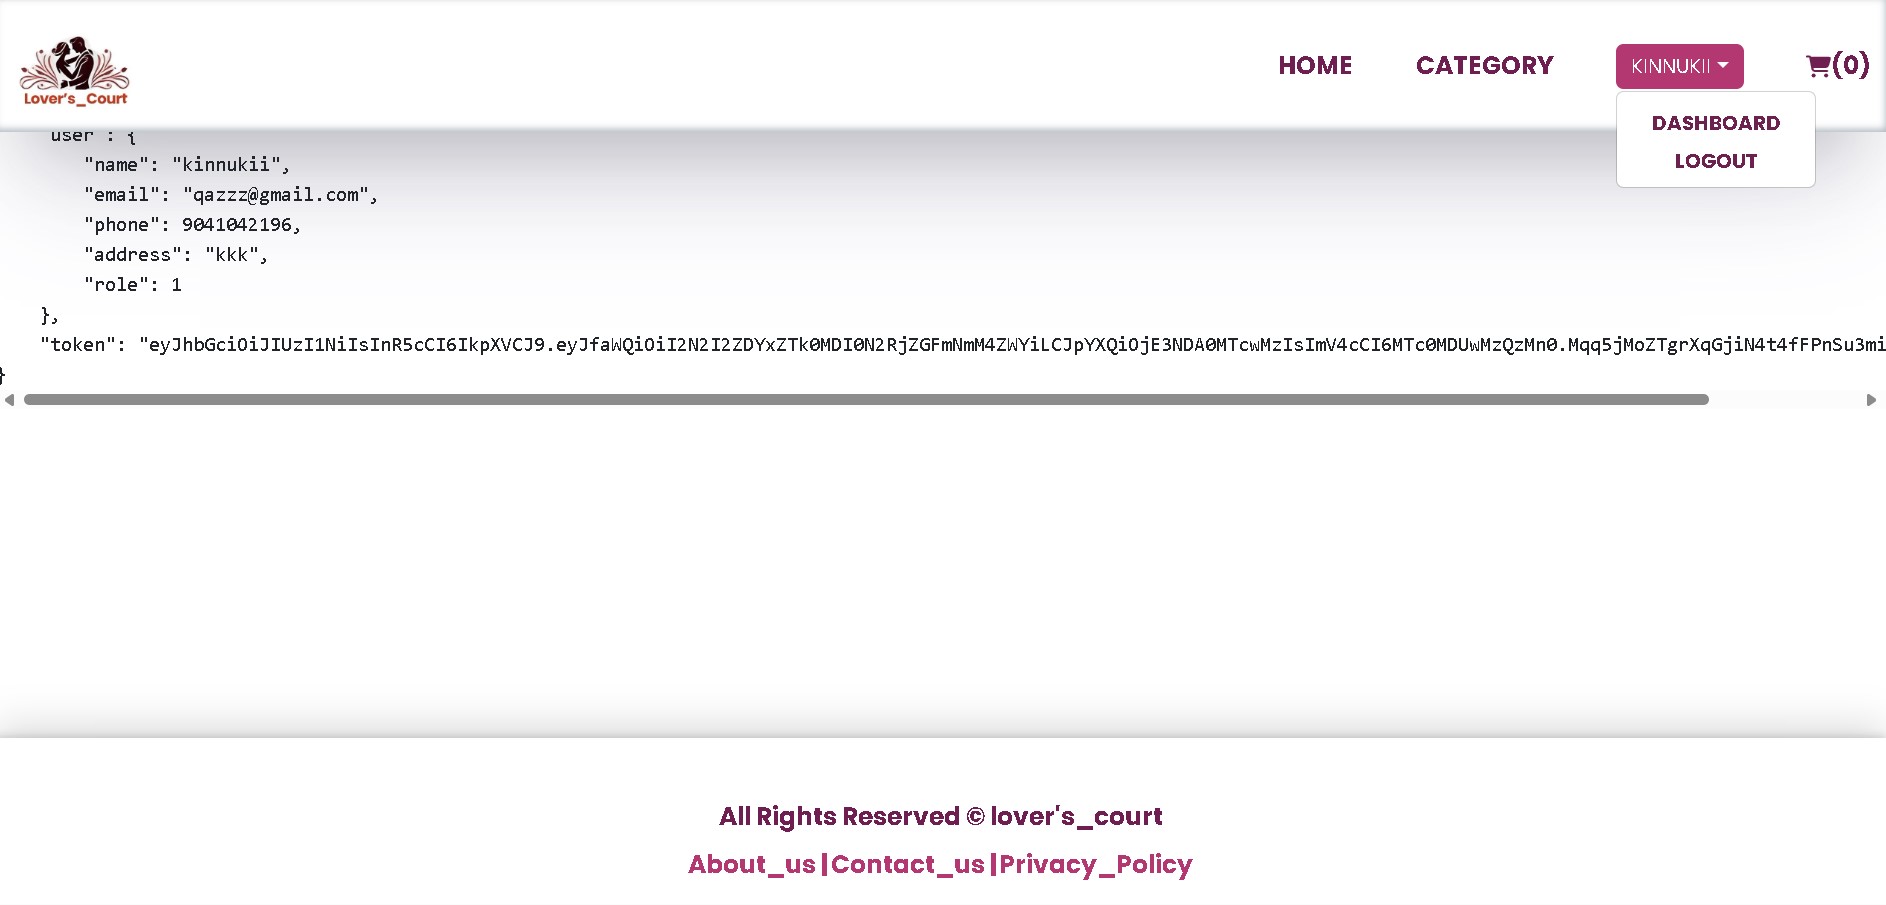 Lover's_Court
HOME
CATEGORY
KINNUKII
(0)
DASHBOARD
LOGOUT
user : {
"name": "kinnukii",
"email": "qazzz@gmail.com",
"phone": 9041042196,
"address": "kkk",
"role": 1
},
"token": "eyJhbGciOiJIUzI1NiIsInR5cCI6IkpXVCJ9.eyJfaWQiOiI2N2I2ZDYxZTk0MDI0N2RjZGFmNmM4ZWYiLCJpYXQiOjE3NDA0MTcwMzIsImV4cCI6MTc0MDUwMzQzMn0.Mqq5jMoZTgrXqGjiN4t4fFPnSu3mi
}
All Rights Reserved © lover's_court
About_us |Contact_us |Privacy_Policy